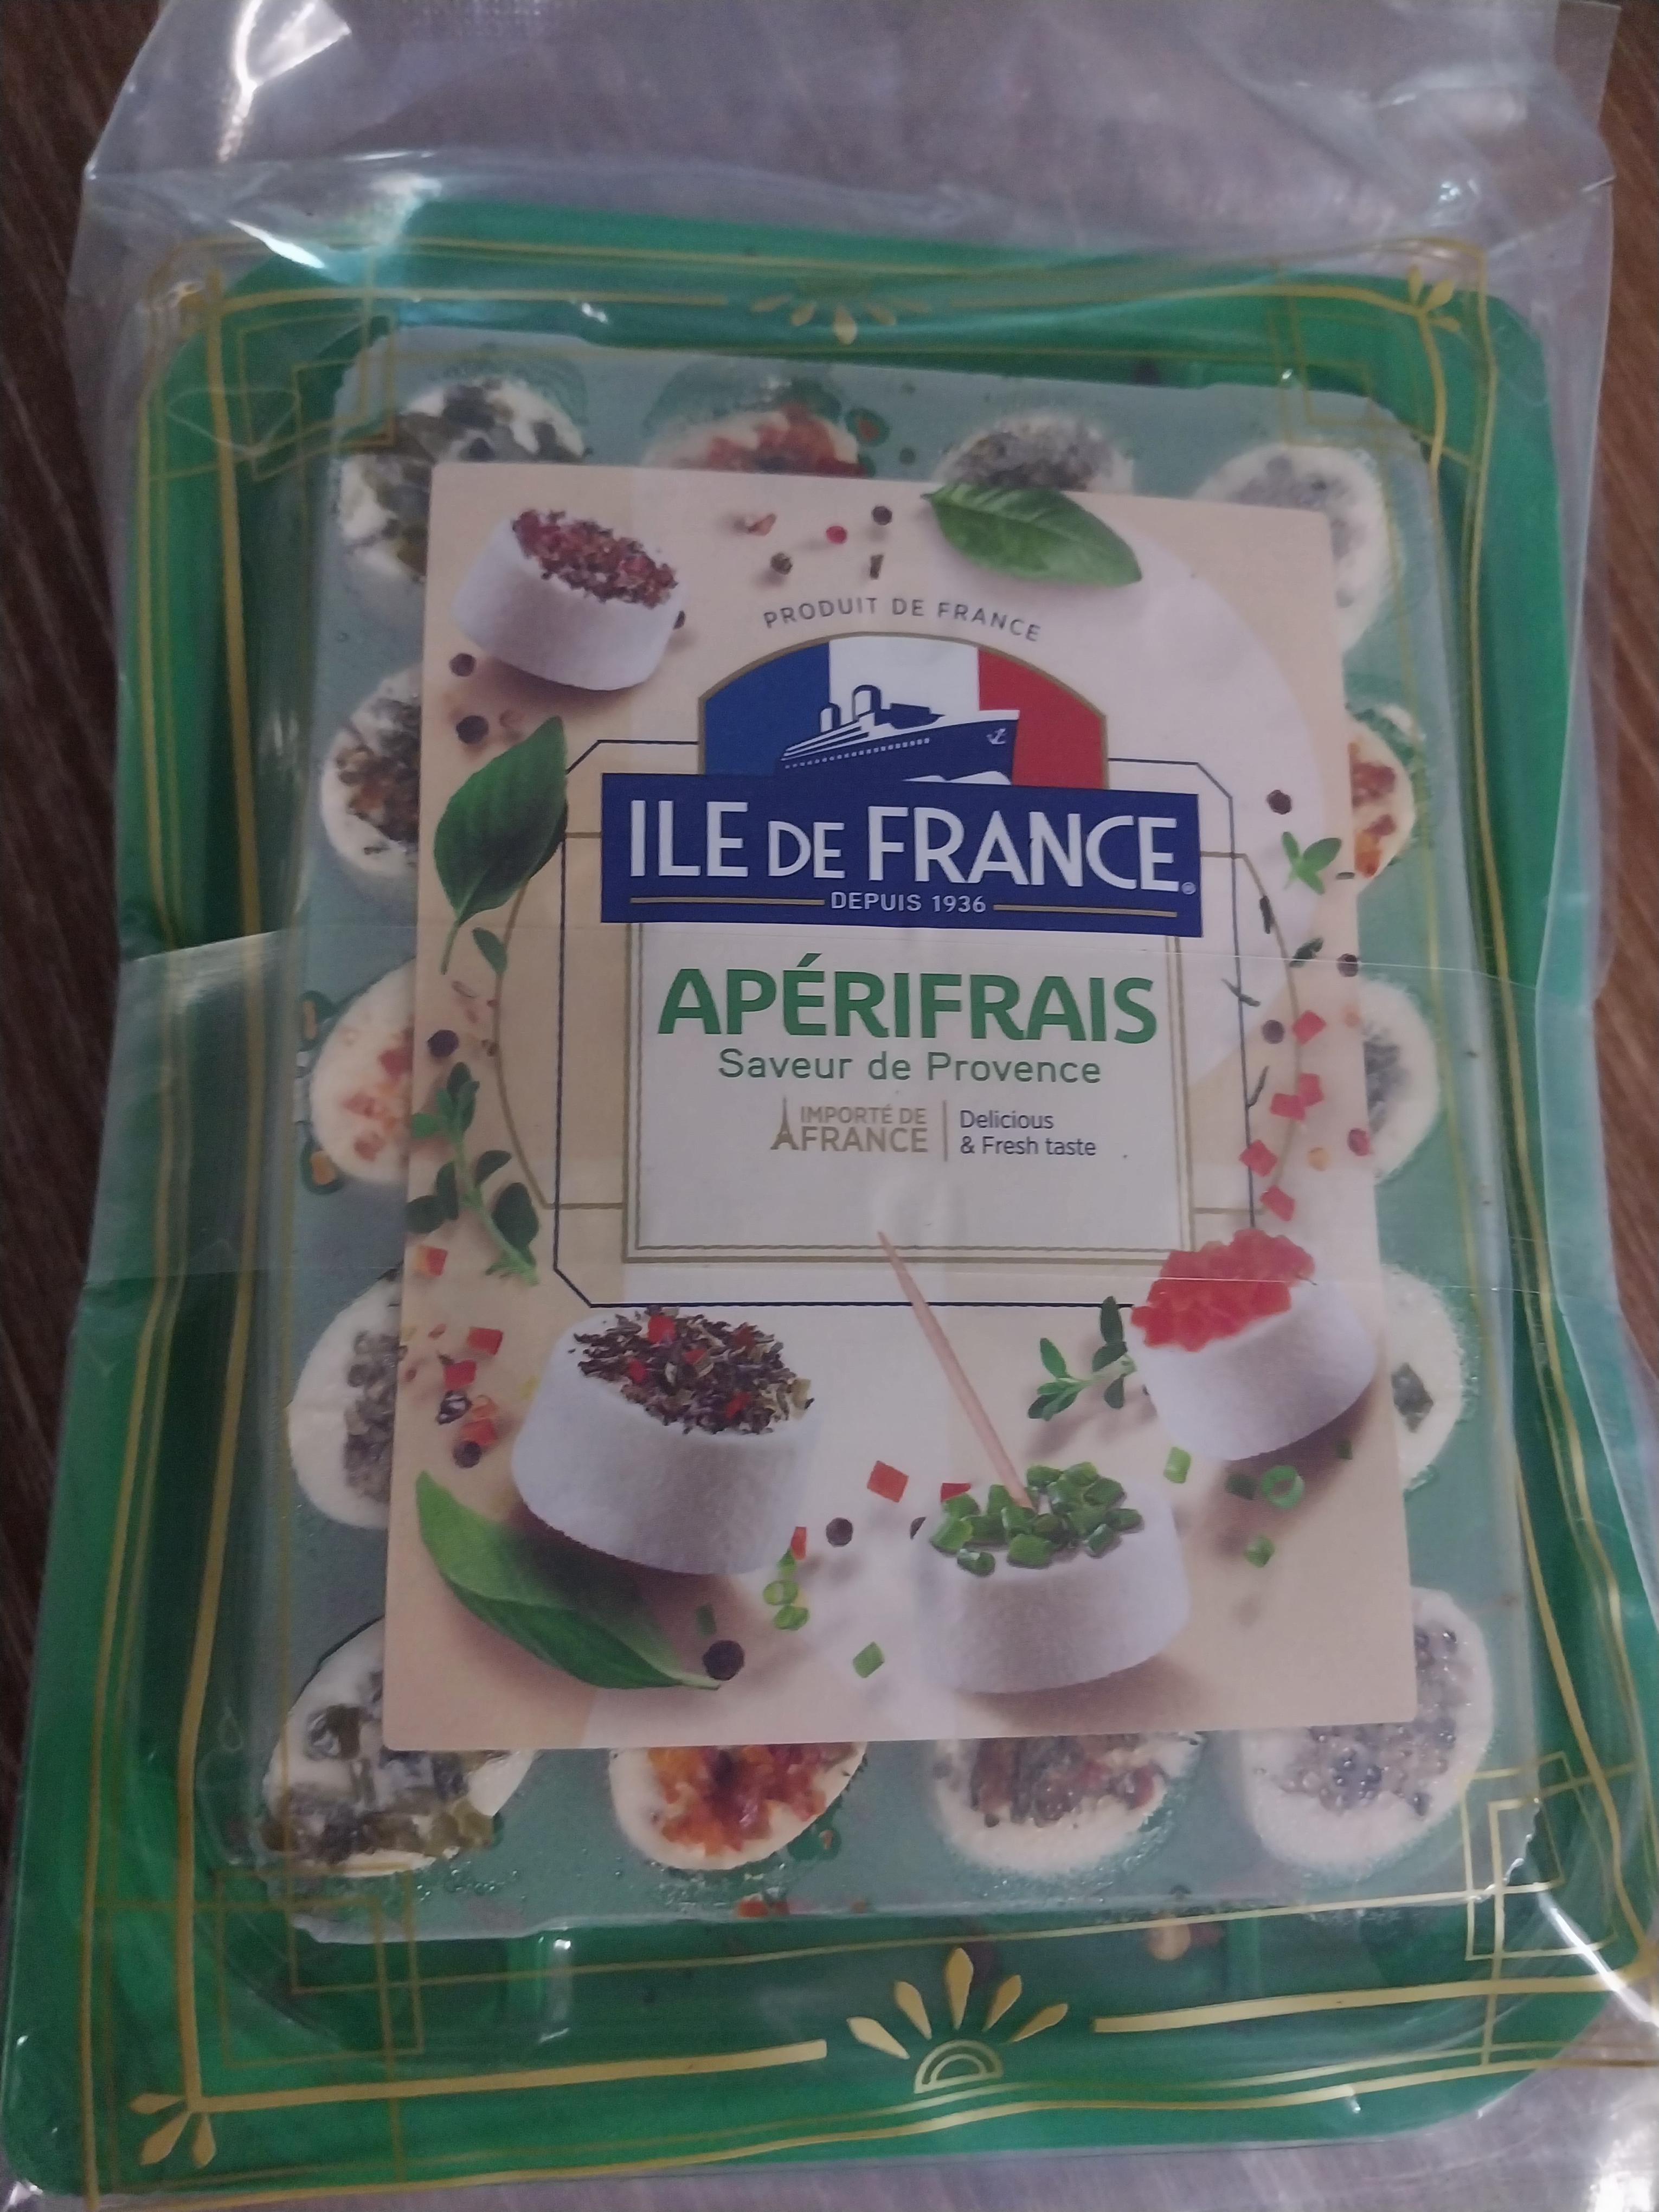 PRODUIT DE FRANCE
ILE DE FRANCE®
DEPUIS 1936
APÉRIFRAIS
Saveur de Provence
IMPORTÉ DE
FRANCE
Delicious
& Fresh taste